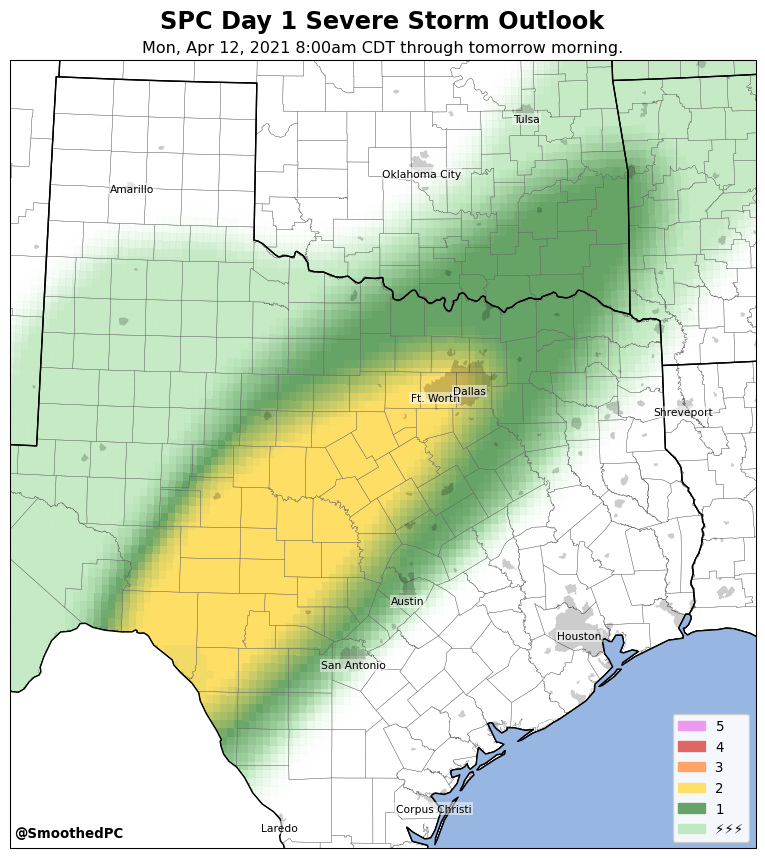 SPC Day 1 Severe Storm Outlook
Mon, Apr 12, 2021 8:00am CDT through tomorrow morning.
Tulsa
Oklahoma City
Amarillo
Dallas
Ft. Worth
Shreveport
Austin
Houston
San Antonio
Corpus Christi
Laredo
5
4
3
2
1
⚡⚡⚡
@SmoothedPC